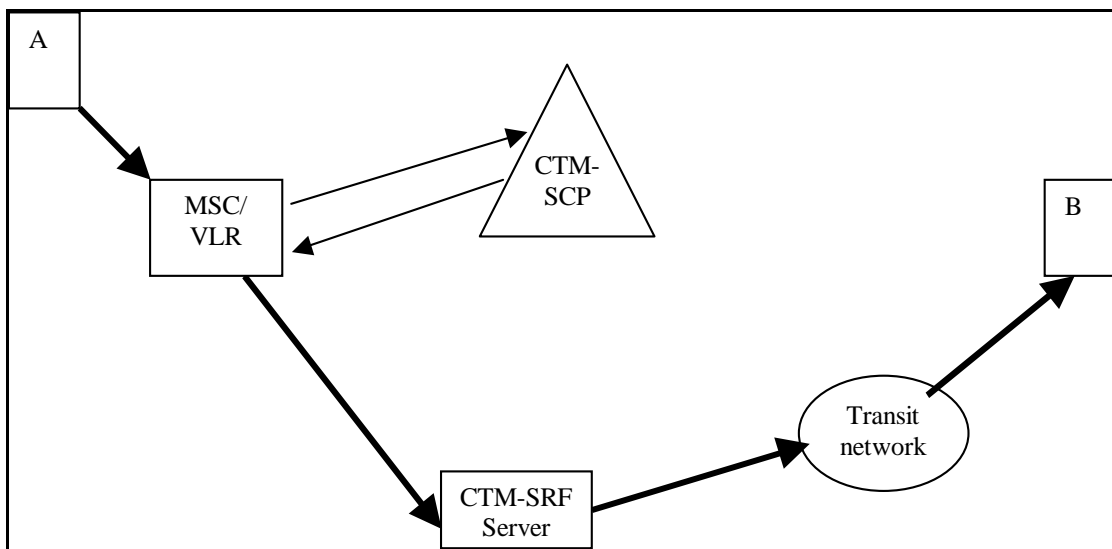 A
CTM-
SCP
MSC/
VLR
B
Transit
network
CTM-SRF
Server